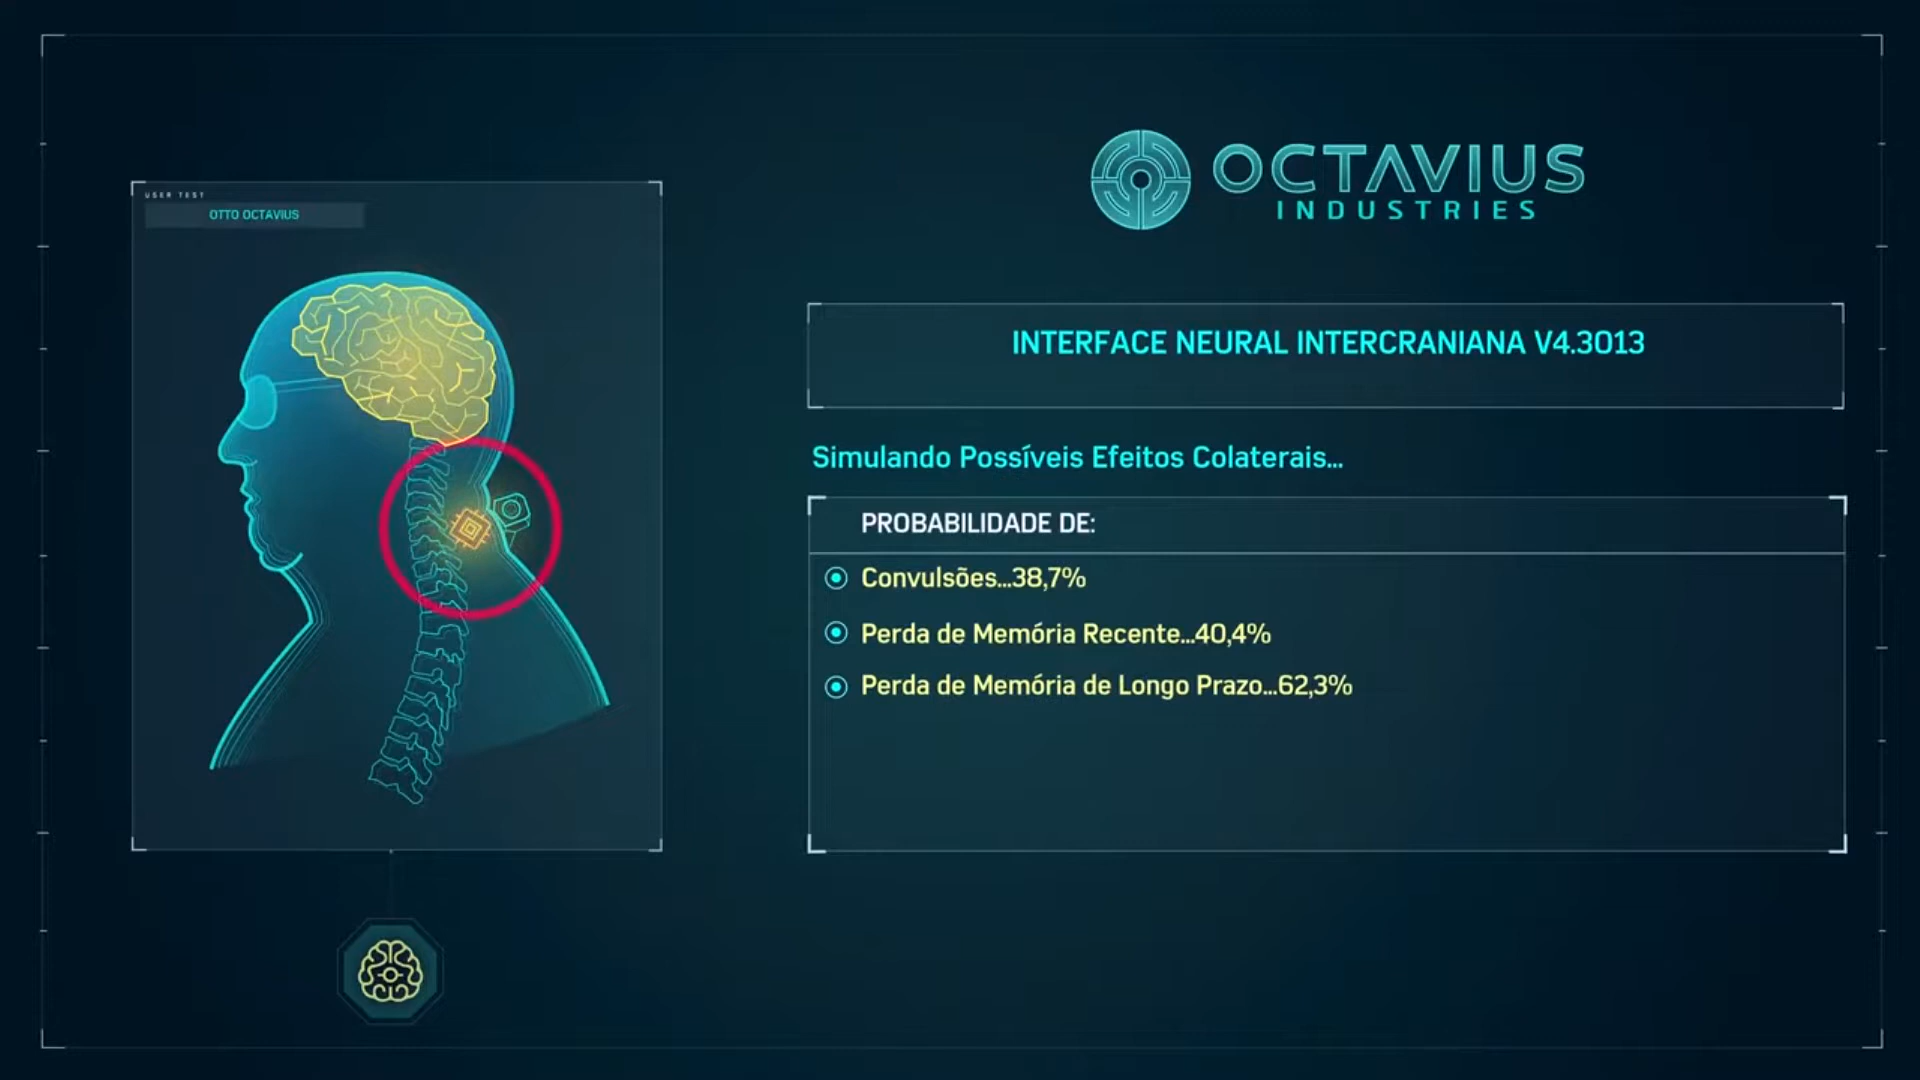 USER TEST
OTTO OCTAVIUS
OCTAVIUS
INDUSTRIES
INTERFACE NEURAL INTERCRANIANA V4.3013
Simulando Possíveis Efeitos Colaterais...
PROBABILIDADE DE:
Convulsões...38,7%
Perda de Memória Recente...40,4%
Perda de Memória de Longo Prazo...62,3%